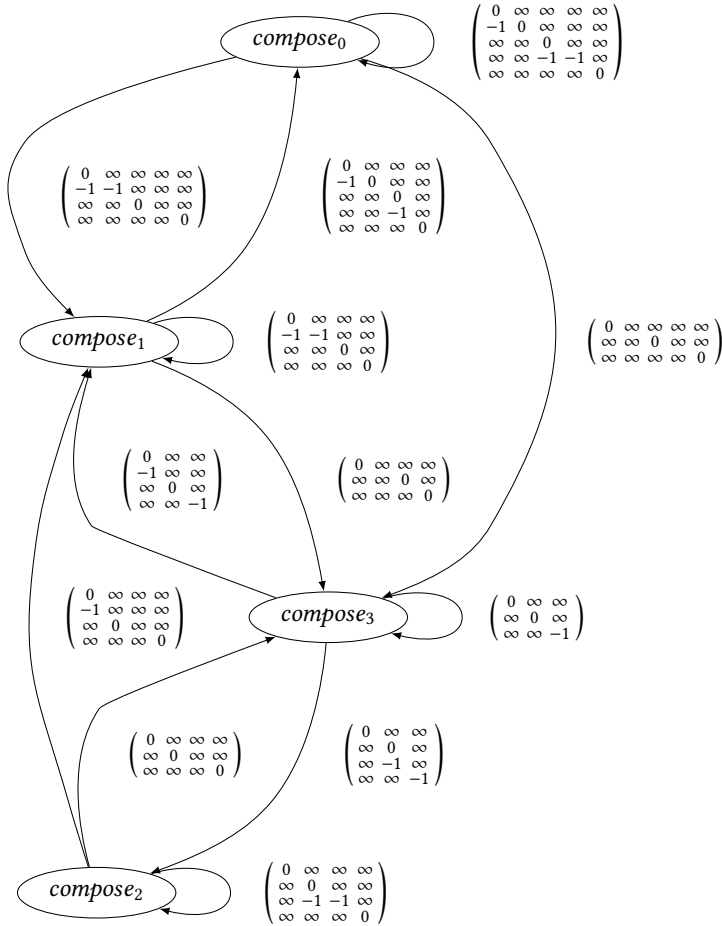 compose₀
0 ∞ ∞ ∞ ∞
−1 0 ∞ ∞ ∞
∞ ∞ 0 ∞ ∞
∞ ∞ −1 −1 ∞
∞ ∞ ∞ ∞ 0
0 ∞ ∞ ∞ ∞
−1 −1 ∞ ∞ ∞
∞ ∞ 0 ∞ ∞
∞ ∞ ∞ ∞ 0
0 ∞ ∞ ∞
−1 0 ∞ ∞
∞ ∞ 0 ∞
∞ ∞ −1 ∞
∞ ∞ ∞ 0
compose₁
0 ∞ ∞ ∞
−1 −1 ∞ ∞
∞ ∞ 0 ∞
∞ ∞ ∞ 0
0 ∞ ∞ ∞ ∞
∞ ∞ 0 ∞ ∞
∞ ∞ ∞ ∞ 0
0 ∞ ∞
−1 ∞ ∞
∞ 0 ∞
∞ ∞ −1
0 ∞ ∞ ∞
∞ ∞ 0 ∞
∞ ∞ ∞ 0
0 ∞ ∞ ∞
−1 ∞ ∞ ∞
∞ 0 ∞ ∞
∞ ∞ ∞ 0
compose₃
0 ∞ ∞
∞ 0 ∞
∞ ∞ −1
0 ∞ ∞ ∞
∞ 0 ∞ ∞
∞ ∞ ∞ 0
0 ∞ ∞
∞ 0 ∞
∞ −1 ∞
∞ ∞ −1
compose₂
0 ∞ ∞ ∞
∞ 0 ∞ ∞
∞ −1 −1 ∞
∞ ∞ ∞ 0